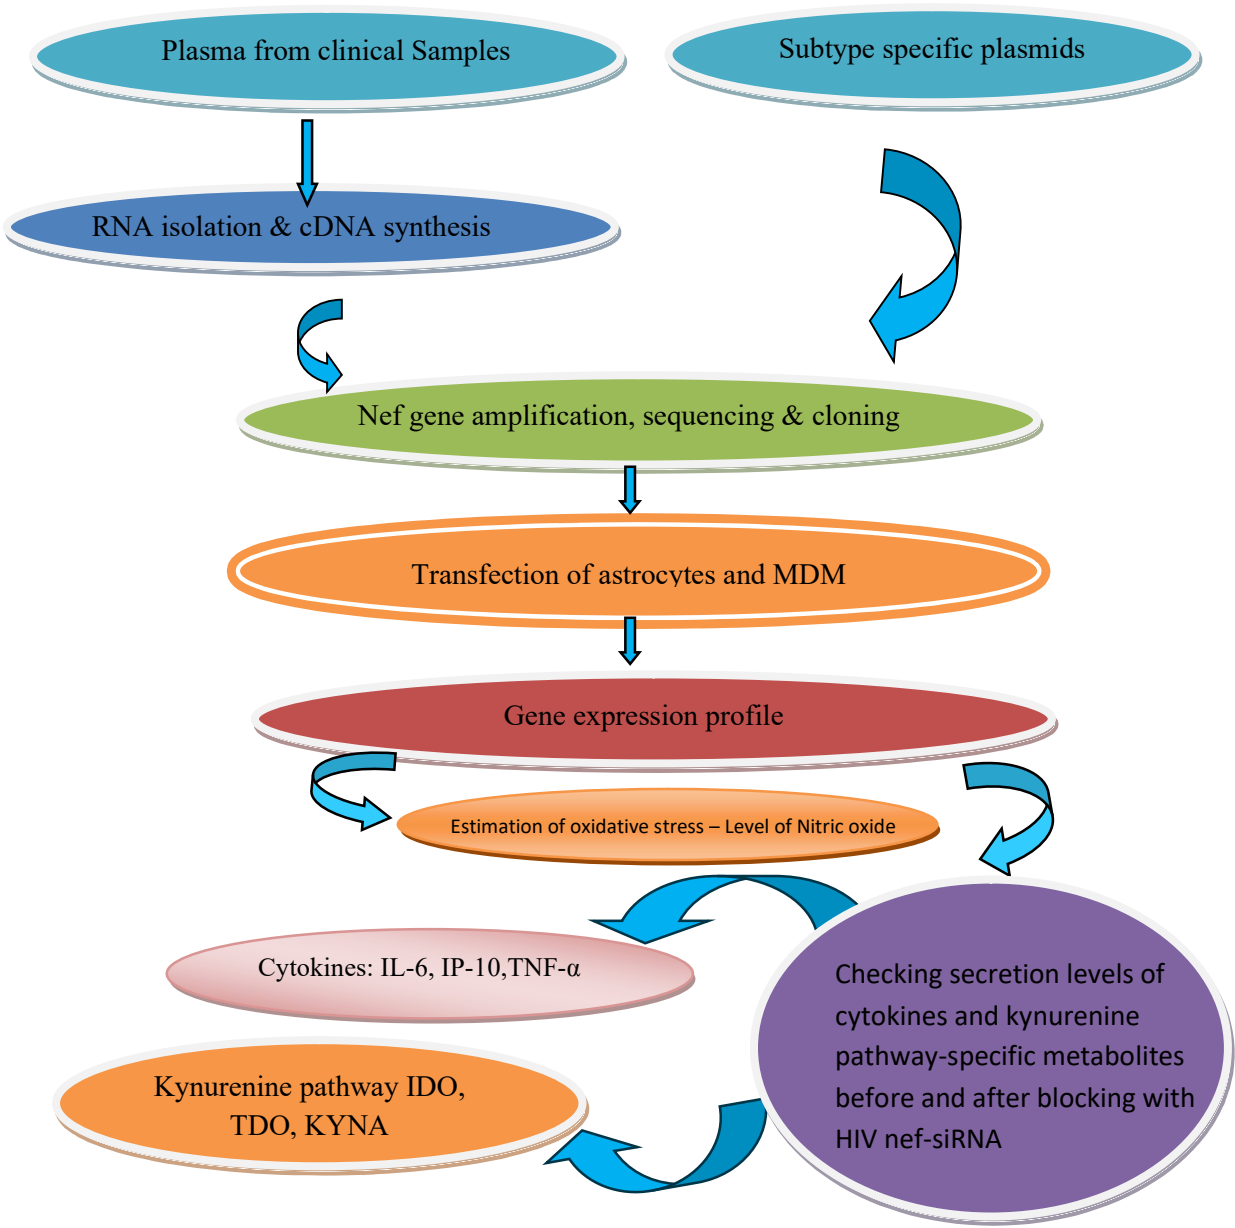 Plasma from clinical Samples
Subtype specific plasmids
RNA isolation & cDNA synthesis
Nef gene amplification, sequencing & cloning
Transfection of astrocytes and MDM
Gene expression profile
Estimation of oxidative stress – Level of Nitric oxide
Cytokines: IL-6, IP-10,TNF-α
Checking secretion levels of
cytokines and kynurenine
pathway-specific metabolites
before and after blocking with
HIV nef-siRNA
Kynurenine pathway IDO,
TDO, KYNA